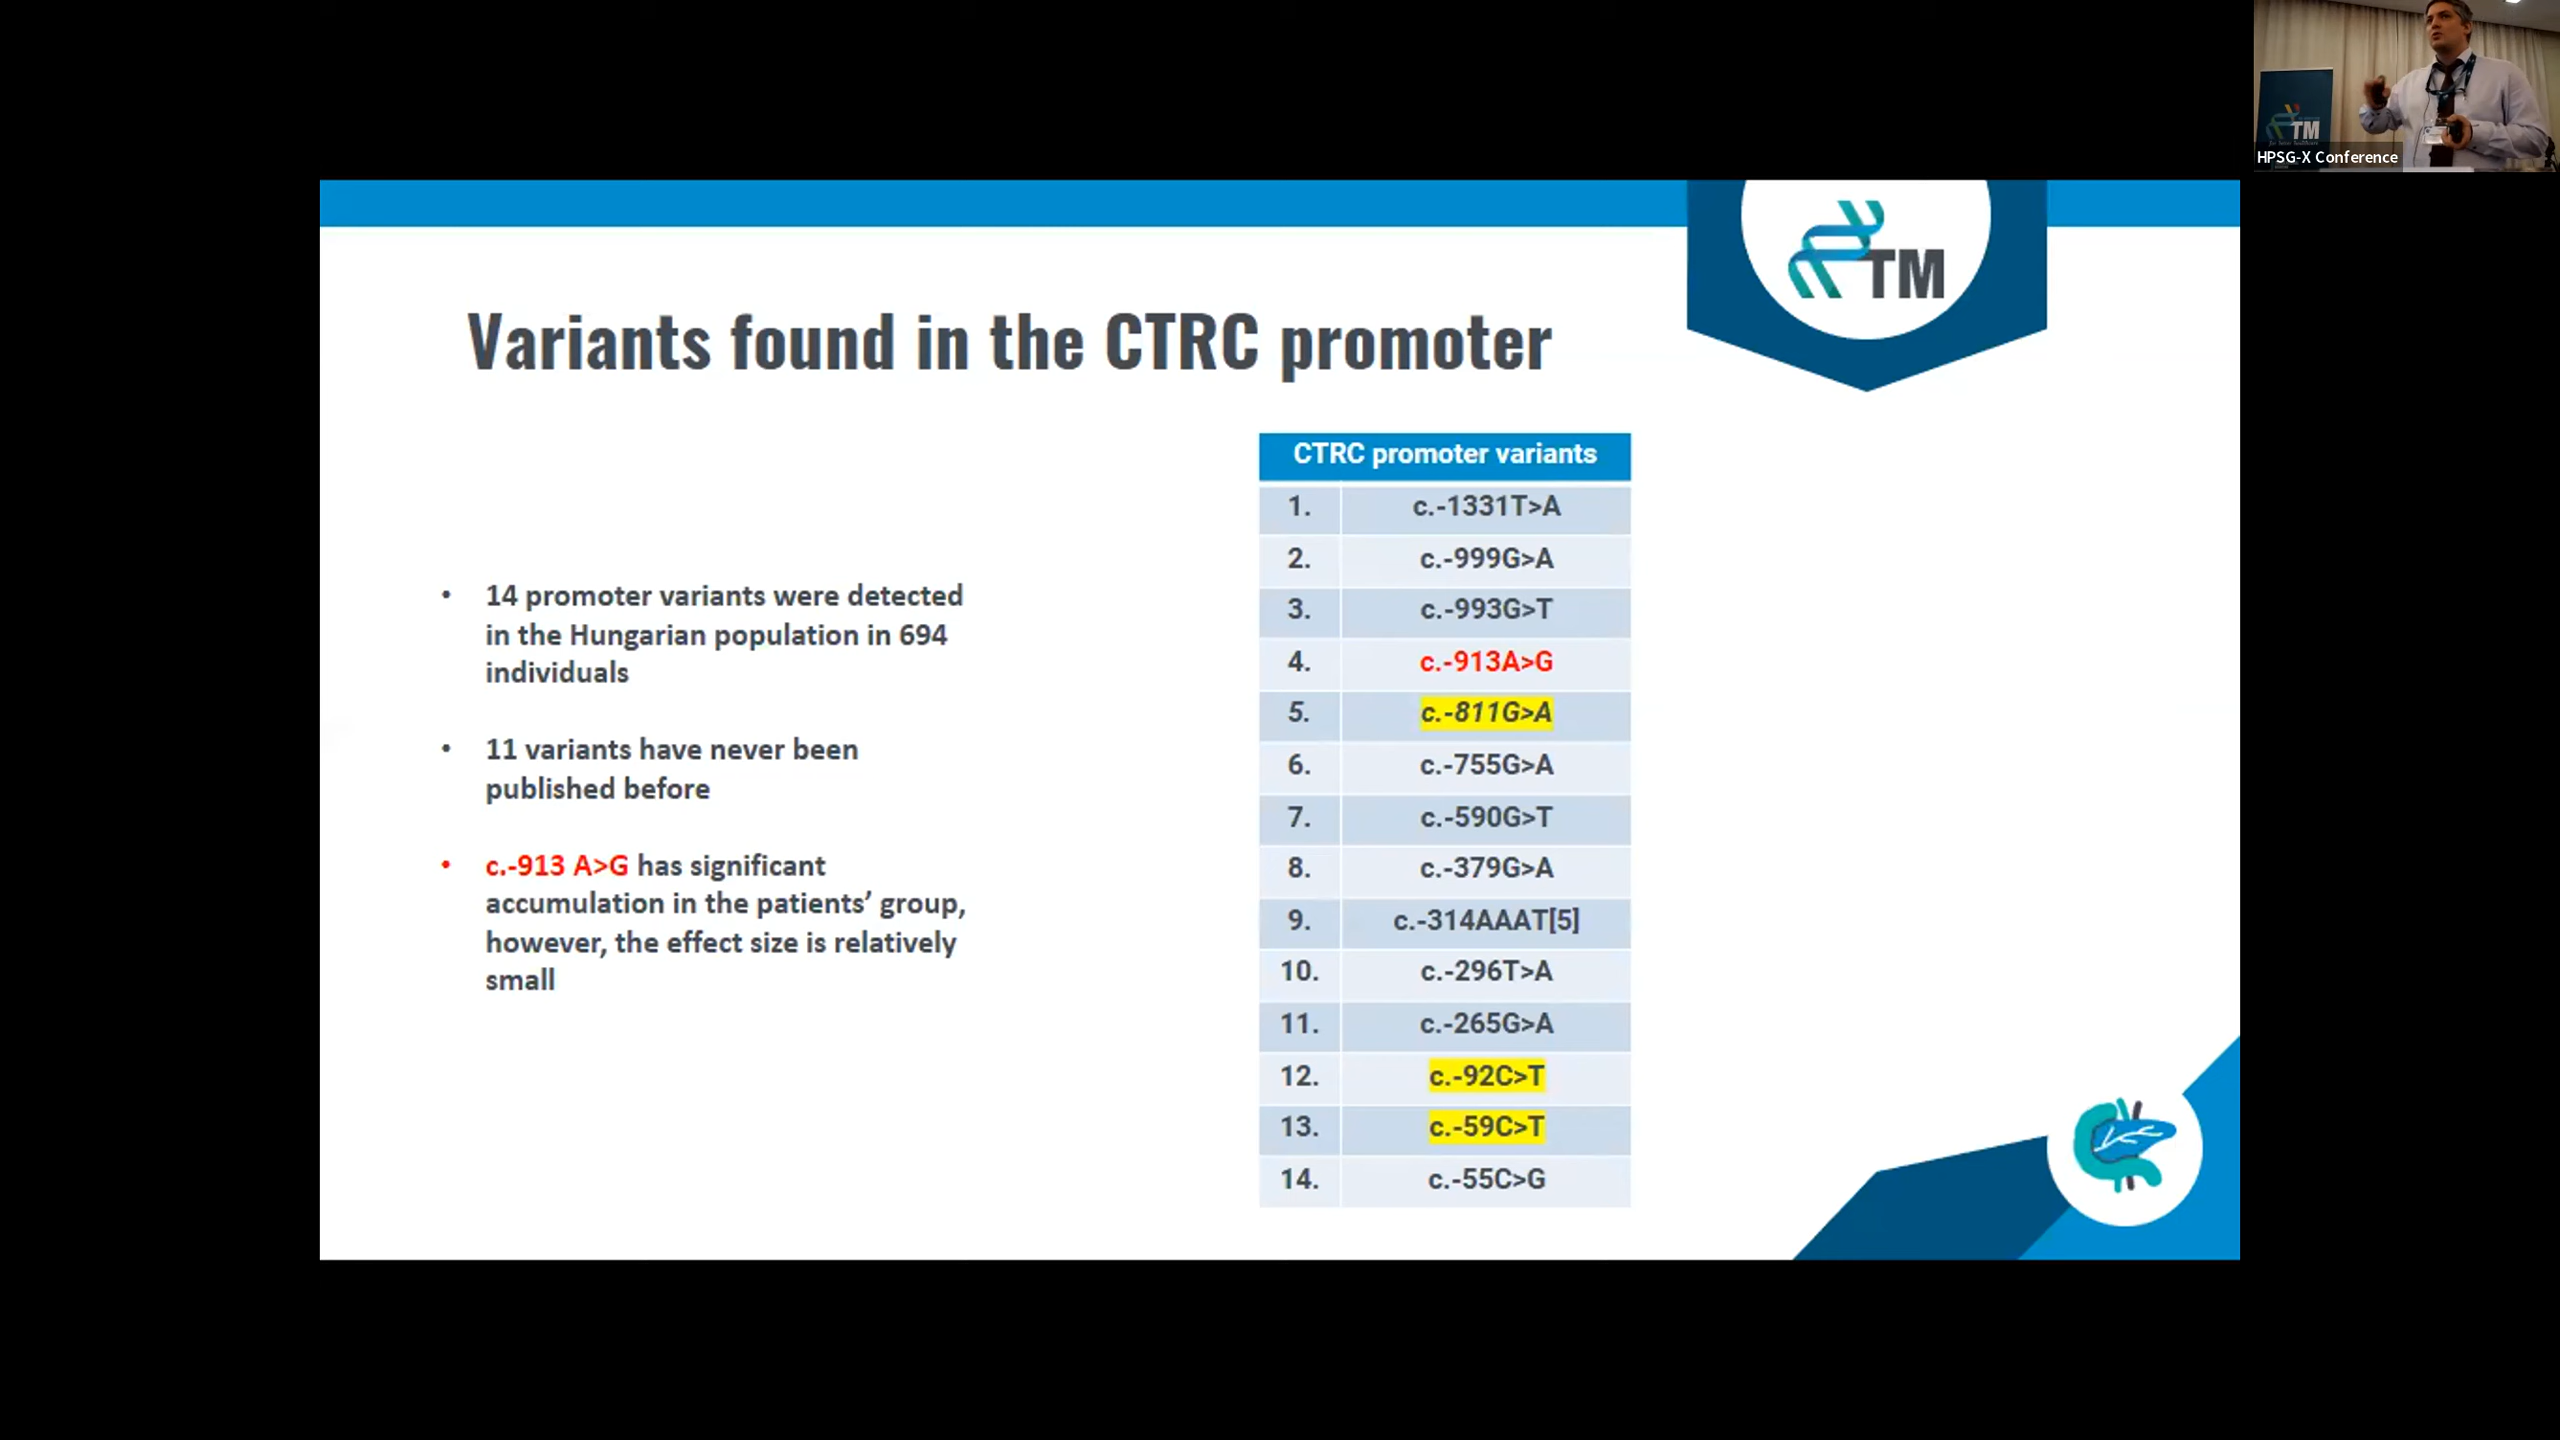 TM
HPSG-X Conference
TM
Variants found in the CTRC promoter
• 14 promoter variants were detected
in the Hungarian population in 694
individuals
• 11 variants have never been
published before
• c.-913 A>G has significant
accumulation in the patients’ group,
however, the effect size is relatively
small
CTRC promoter variants
1. c.-1331T>A
2. c.-999G>A
3. c.-993G>T
4. c.-913A>G
5. c.-811G>A
6. c.-755G>A
7. c.-590G>T
8. c.-379G>A
9. c.-314AAAT[5]
10. c.-296T>A
11. c.-265G>A
12. c.-92C>T
13. c.-59C>T
14. c.-55C>G